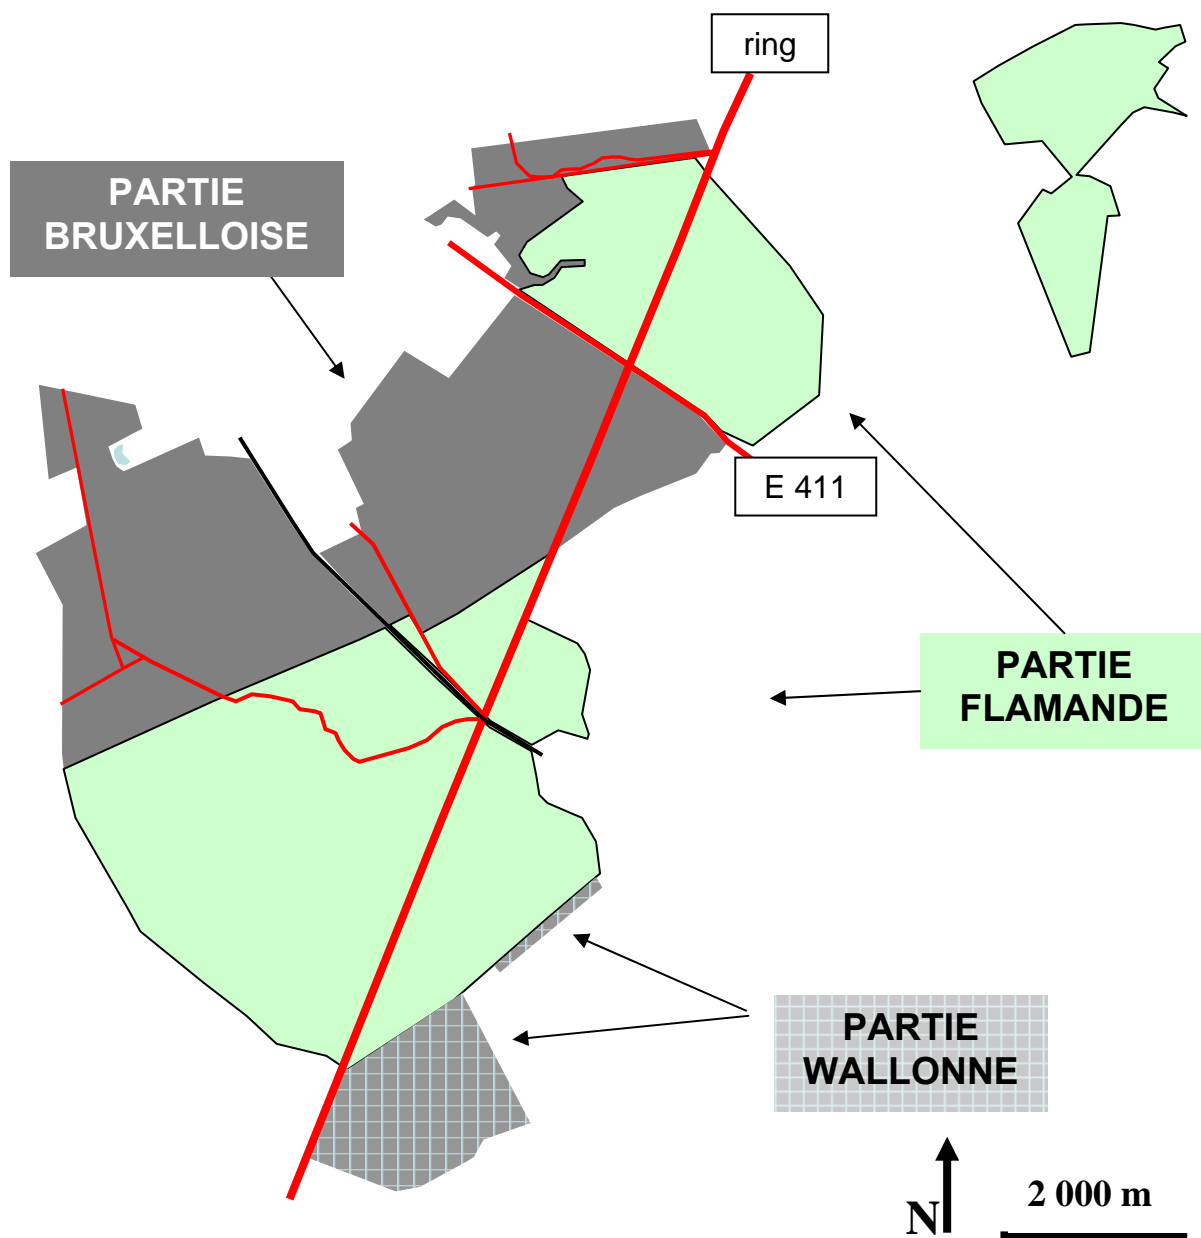 ring
PARTIE
BRUXELLOISE
E 411
PARTIE
FLAMANDE
PARTIE
WALLONNE
N
2 000 m